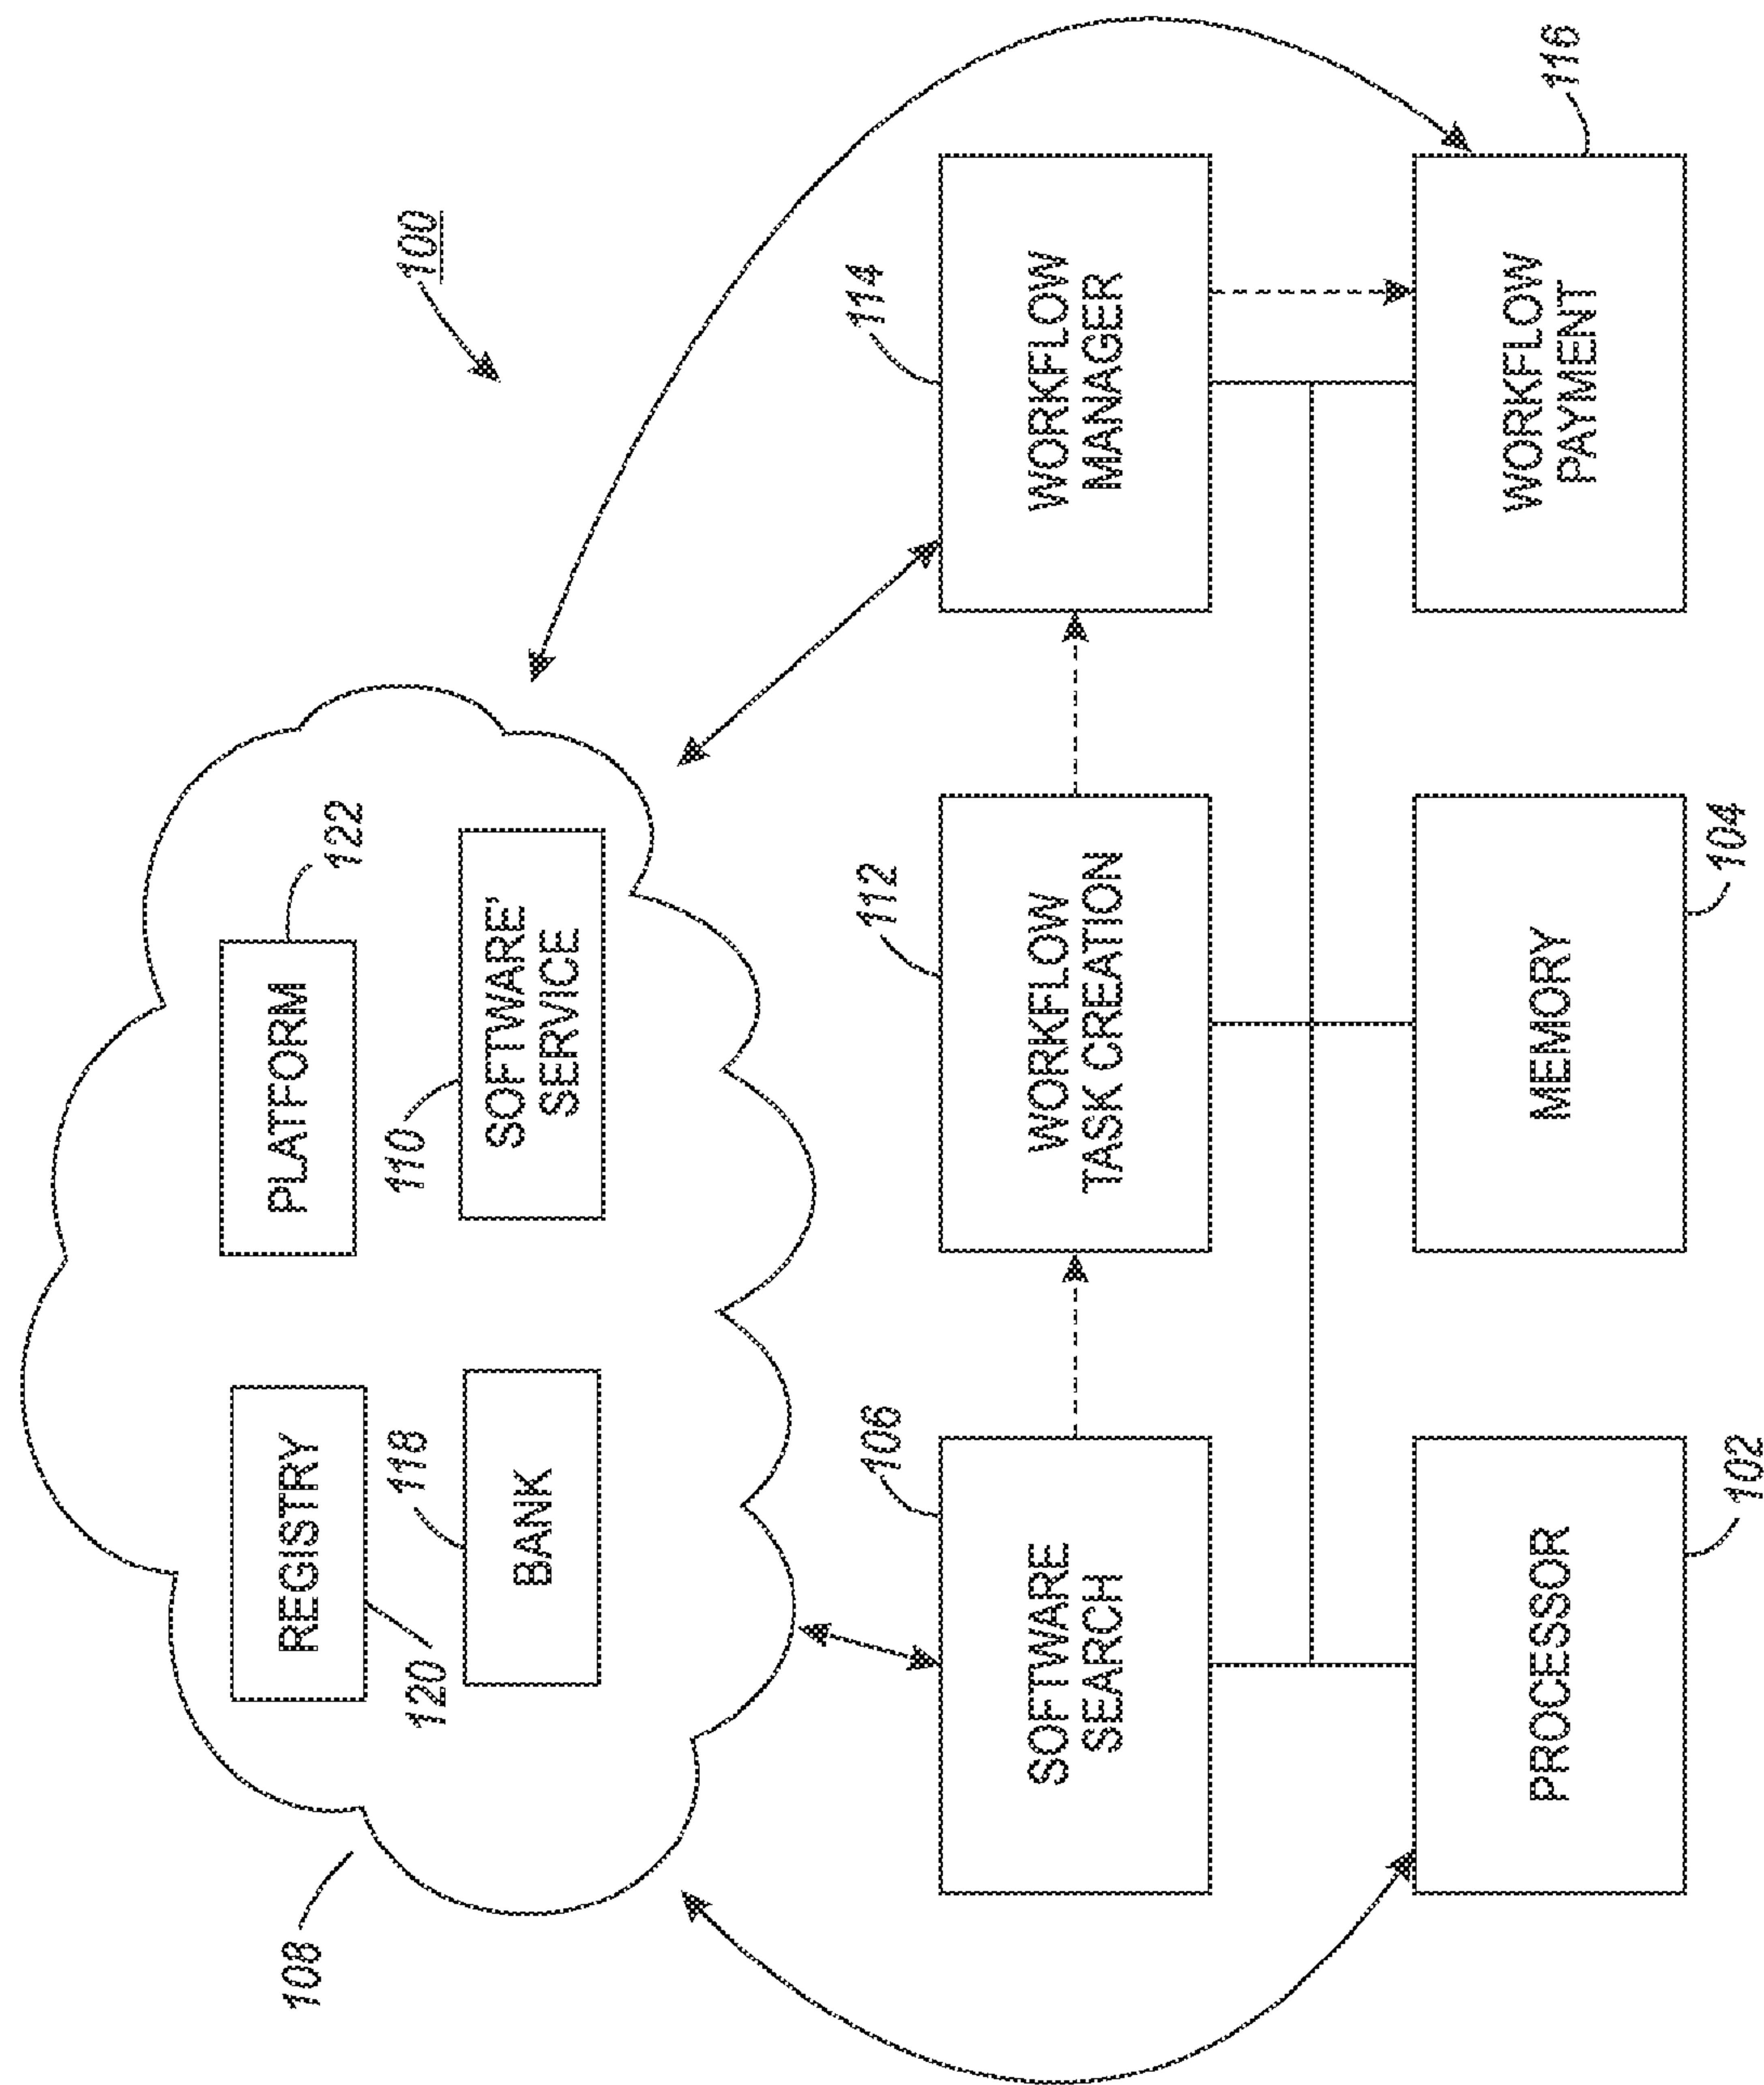 108
REGISTRY
120
118
BANK
PLATFORM
122
110
SOFTWARE'
SERVICE
100
106
SOFTWARE
SEARCH
112
WORKFLOW
TASK CREATION
114
WORKFLOW
MANAGER
PROCESSOR
102
MEMORY
104
WORKFLOW
PAYMENT
116